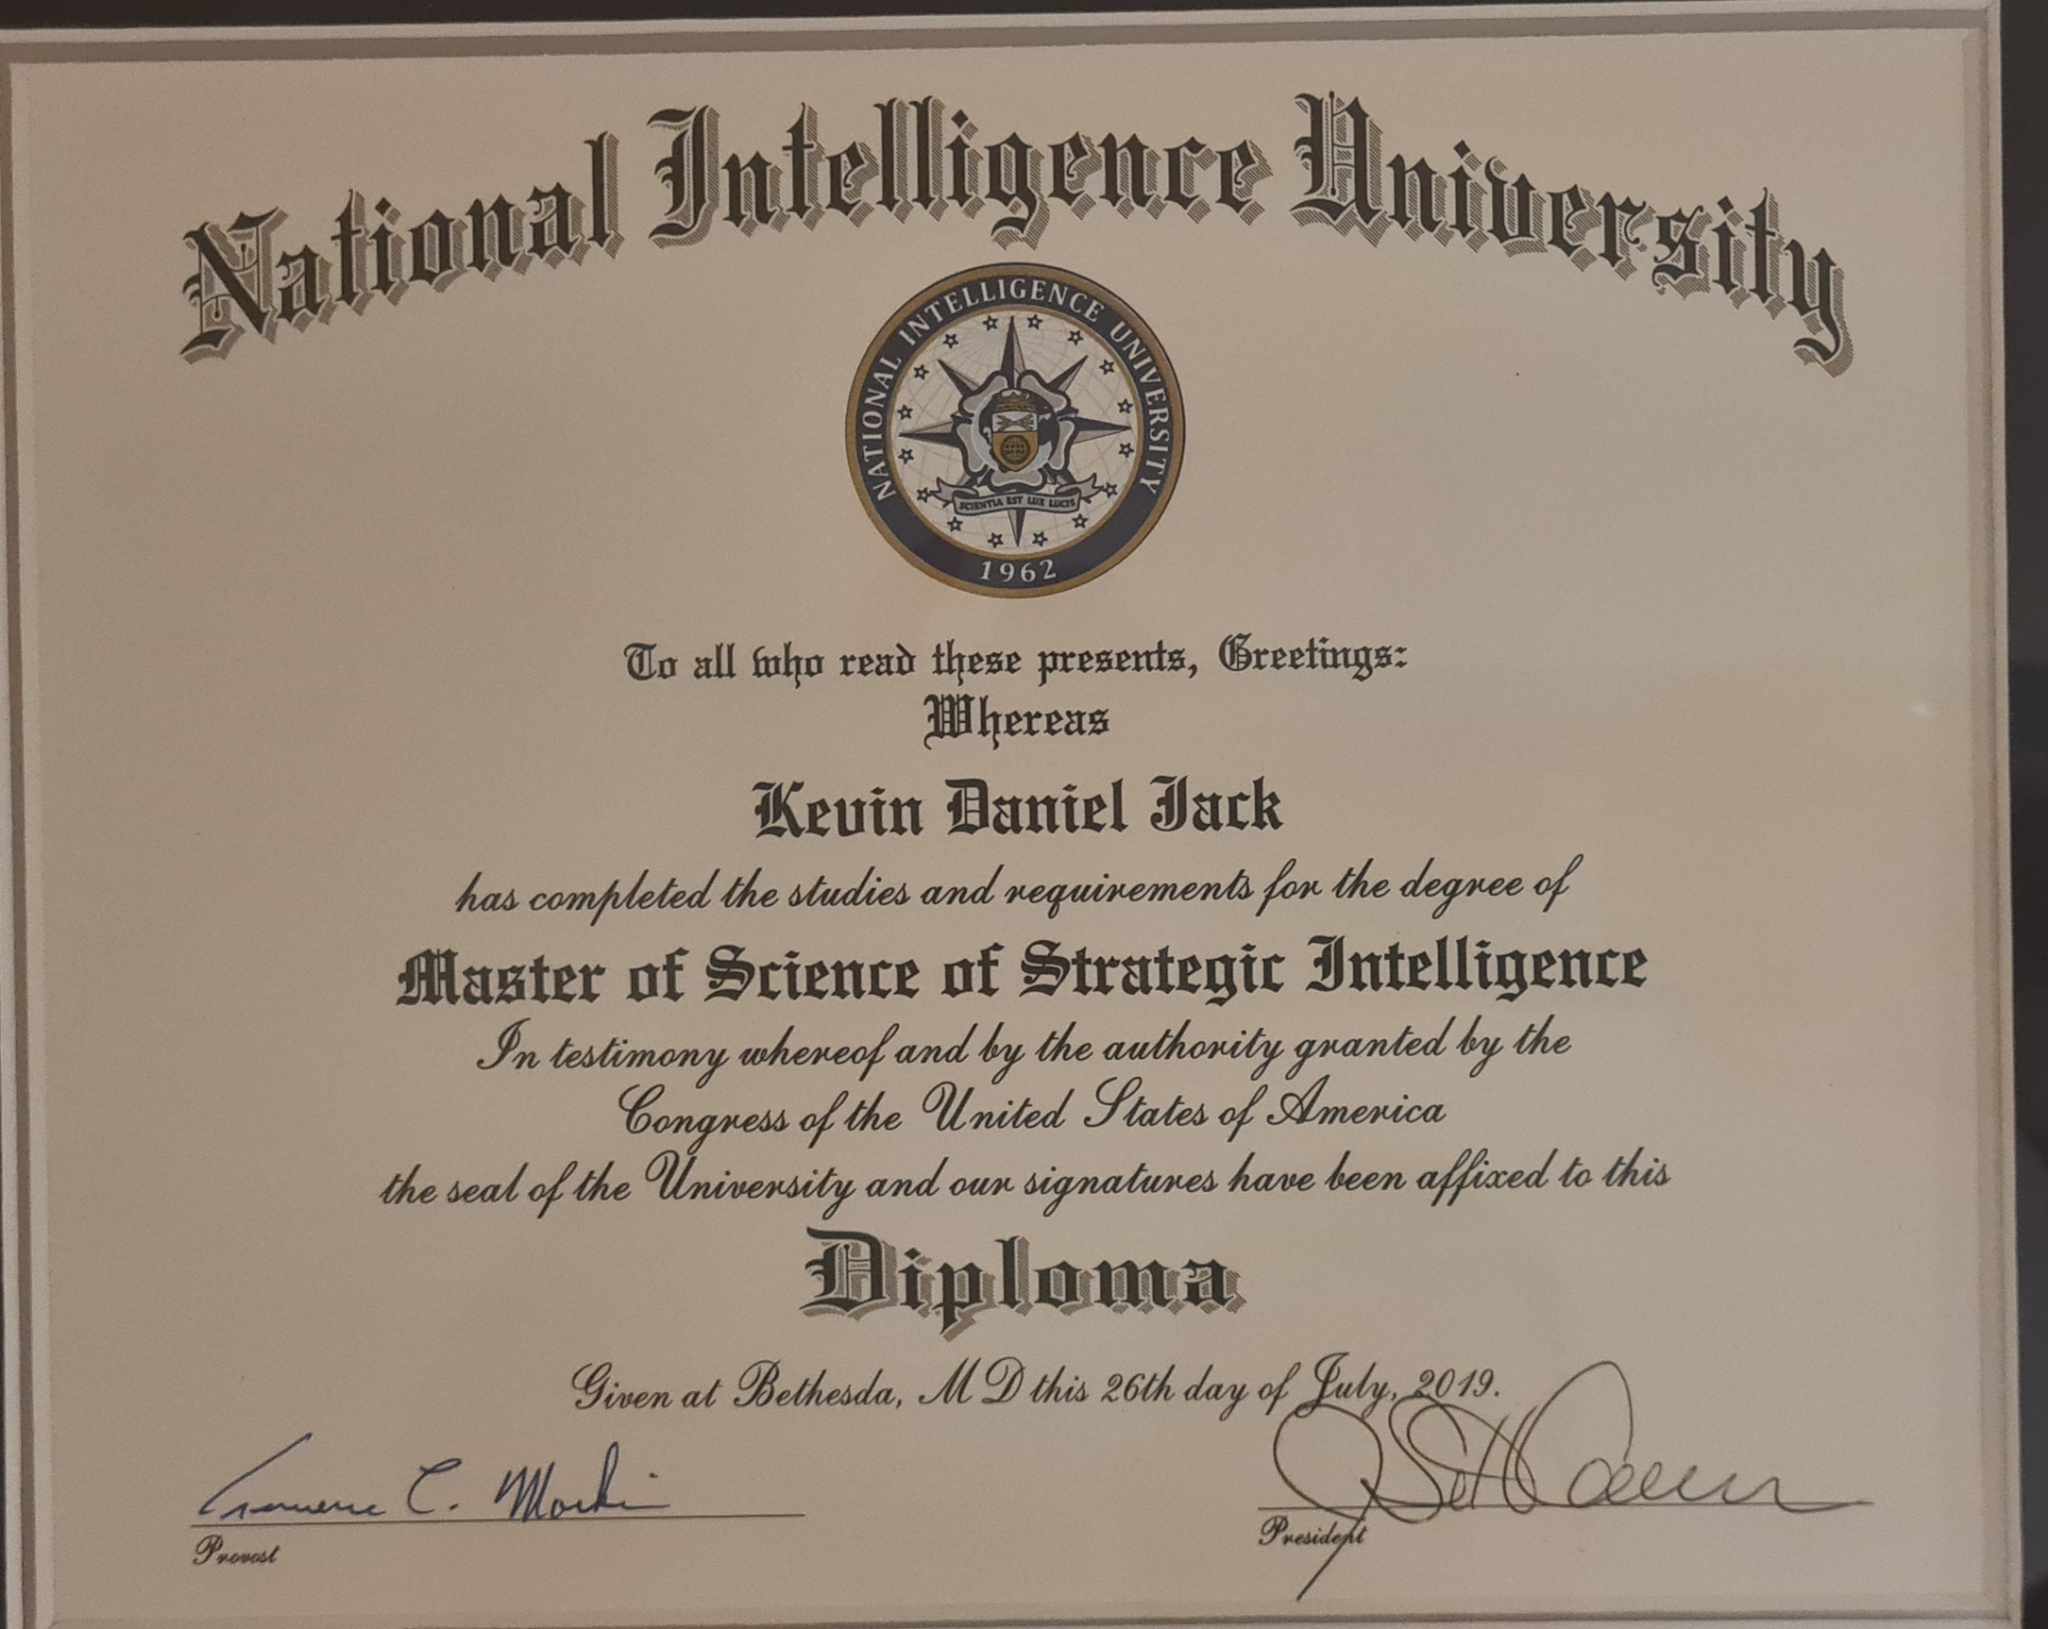 National Intelligence University
NATIONAL INTELLIGENCE UNIVERSITY
SCIENTIA EST LUX LUCIS
1962
To all who read these presents, Greetings:
Whereas
Kevin Daniel Jack
has completed the studies and requirements for the degree of
Master of Science of Strategic Intelligence
In testimony whereof and by the authority granted by the
Congress of the United States of America
the seal of the University and our signatures have been affixed to this
Diploma
Given at Bethesda, MD this 26th day of July, 2019.
C.
Provost
President